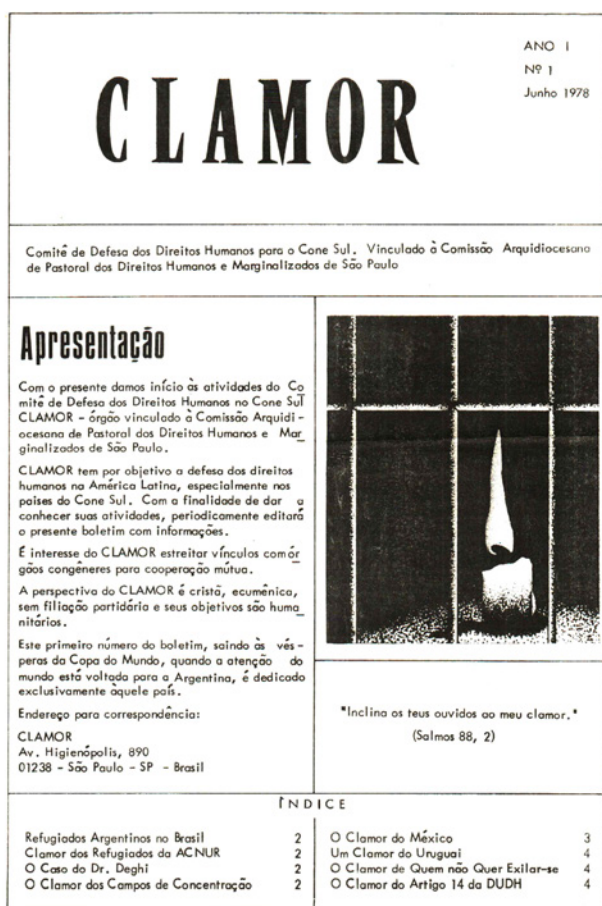 CLAMOR
ANO I
Nº 1
Junho 1978
Comitê de Defesa dos Direitos Humanos para o Cone Sul. Vinculado à Comissão Arquidiocesana
de Pastoral dos Direitos Humanos e Marginalizados de São Paulo
Apresentação
Com o presente damos início às atividades do Co
mitê de Defesa dos Direitos Humanos no Cone Sul
CLAMOR - órgão vinculado à Comissão Arquidi-
ocesana de Pastoral dos Direitos Humanos e Mar
ginalizados de São Paulo.
CLAMOR tem por objetivo a defesa dos direitos
humanos na América Latina, especialmente nos
países do Cone Sul. Com a finalidade de dar a
conhecer suas atividades, periodicamente editará
o presente boletim com informações.
É interesse do CLAMOR estreitar vínculos com ór
gãos congêneres para cooperação mútua.
A perspectiva do CLAMOR é cristã, ecumênica,
sem filiação partidária e seus objetivos são huma
nitários.
Este primeiro número do boletim, saindo às vés-
peras da Copa do Mundo, quando a atenção do
mundo está voltada para a Argentina, é dedicado
exclusivamente àquele país.
Endereço para correspondência:
CLAMOR
Av. Higienópolis, 890
01238 - São Paulo - SP - Brasil
"Inclina os teus ouvidos ao meu clamor."
(Salmos 88, 2)
ÍNDICE
Refugiados Argentinos no Brasil 2
Clamor dos Refugiados da ACNUR 2
O Caso do Dr. Deghi 2
O Clamor dos Campos de Concentração 2
O Clamor do México 3
Um Clamor do Uruguai 4
O Clamor de Quem não Quer Exilar-se 4
O Clamor do Artigo 14 da DUDH 4